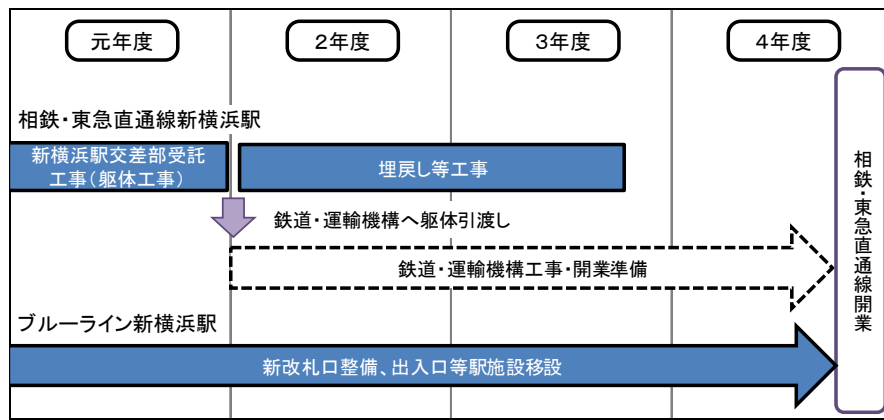 元年度
２年度
３年度
４年度
相鉄・東急直通線新横浜駅
新横浜駅交差部受託
工事(躯体工事)
埋戻し等工事
鉄道・運輸機構へ躯体引渡し
鉄道・運輸機構工事・開業準備
ブルーライン新横浜駅
新改札口整備、出入口等駅施設移設
相鉄・東急直通線開業